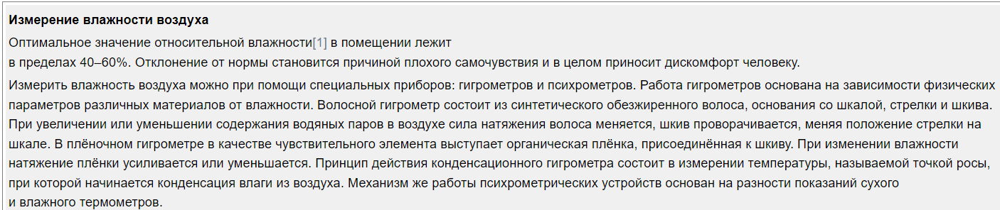 Измерение влажности воздуха
Оптимальное значение относительной влажности[1] в помещении лежит
в пределах 40–60%. Отклонение от нормы становится причиной плохого самочувствия и в целом приносит дискомфорт человеку.
Измерить влажность воздуха можно при помощи специальных приборов: гигрометров и психрометров. Работа гигрометров основана на зависимости физических
параметров различных материалов от влажности. Волосной гигрометр состоит из синтетического обезжиренного волоса, основания со шкалой, стрелки и шкива.
При увеличении или уменьшении содержания водяных паров в воздухе сила натяжения волоса меняется, шкив проворачивается, меняя положение стрелки на
шкале. В плёночном гигрометре в качестве чувствительного элемента выступает органическая плёнка, присоединённая к шкиву. При изменении влажности
натяжение плёнки усиливается или уменьшается. Принцип действия конденсационного гигрометра состоит в измерении температуры, называемой точкой росы,
при которой начинается конденсация влаги из воздуха. Механизм же работы психрометрических устройств основан на разности показаний сухого
и влажного термометров.